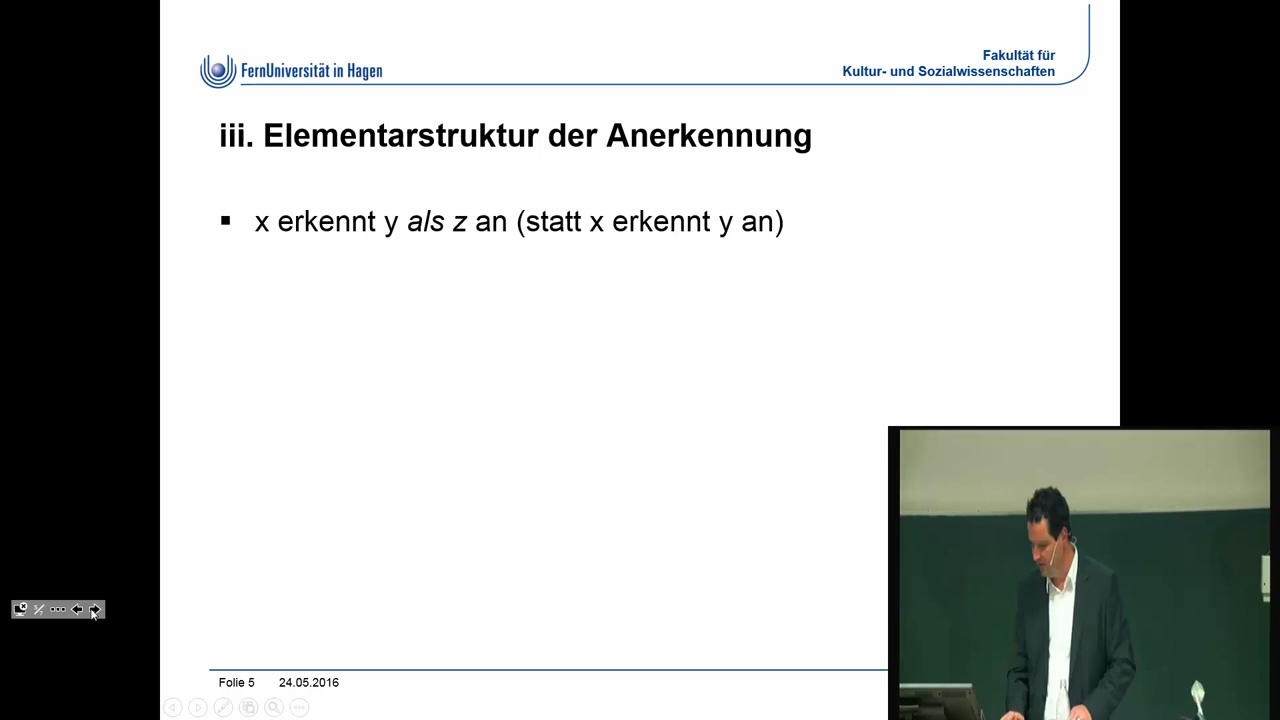 FernUniversität in Hagen
Fakultät für
Kultur- und Sozialwissenschaften
iii. Elementarstruktur der Anerkennung
x erkennt y als z an (statt x erkennt y an)
Folie 5 24.05.2016